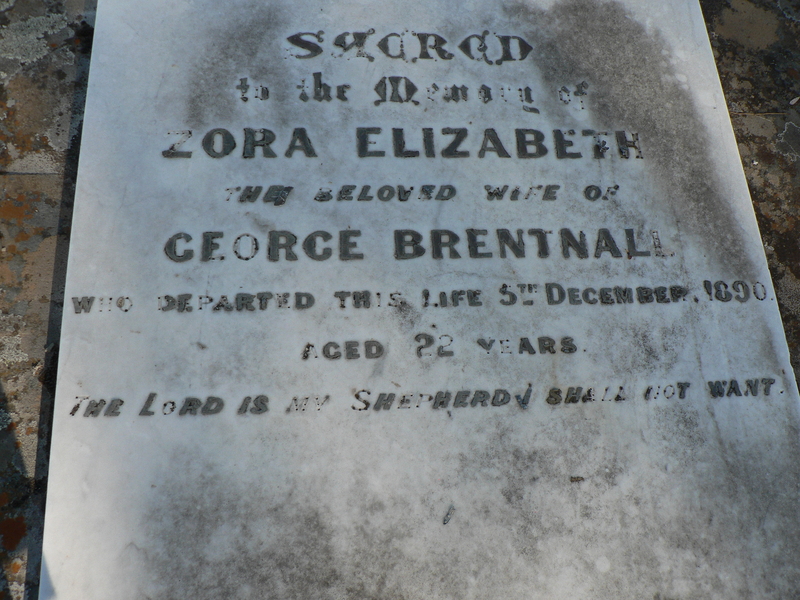 SACRED
to the Memory of
ZORA ELIZABETH
THE BELOVED WIFE OF
GEORGE BRENTNALL
WHO DEPARTED THIS LIFE 5TH DECEMBER, 1890.
AGED 22 YEARS.
THE LORD IS MY SHEPHERD I SHALL NOT WANT.